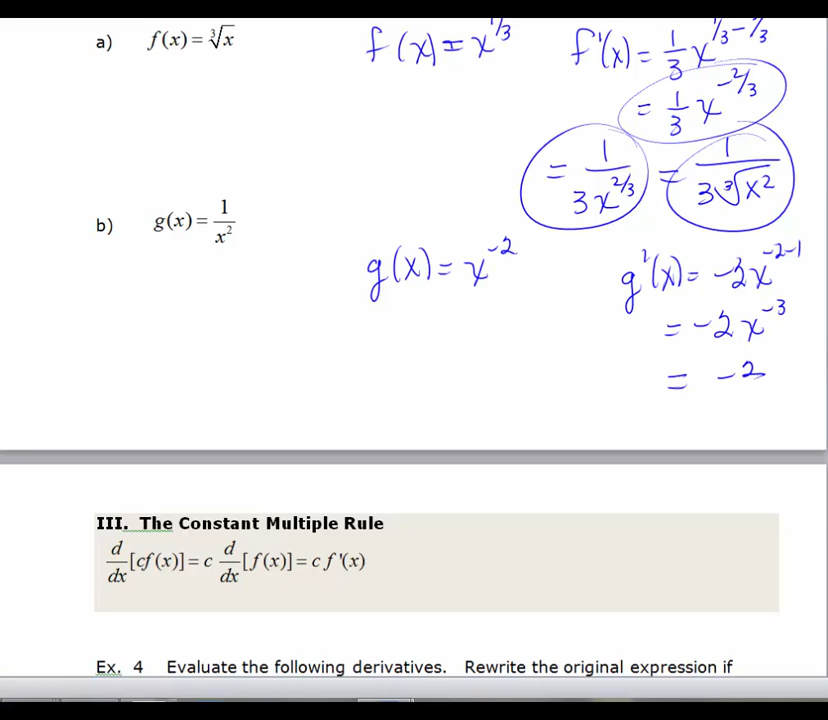 a) f(x) = ∛x f(x) = x^{1/3} f'(x) = 1/3 x^{1/3 - 3/3}
= 1/3 x^{-2/3}
= 1/(3x^{2/3}) = 1/(3∛x²)
b) g(x) = 1/x²
g(x) = x^{-2} g'(x) = -2x^{-2-1}
= -2x^{-3}
= -2
III. The Constant Multiple Rule
d/dx [cf(x)] = c d/dx [f(x)] = c f'(x)
Ex. 4 Evaluate the following derivatives. Rewrite the original expression if